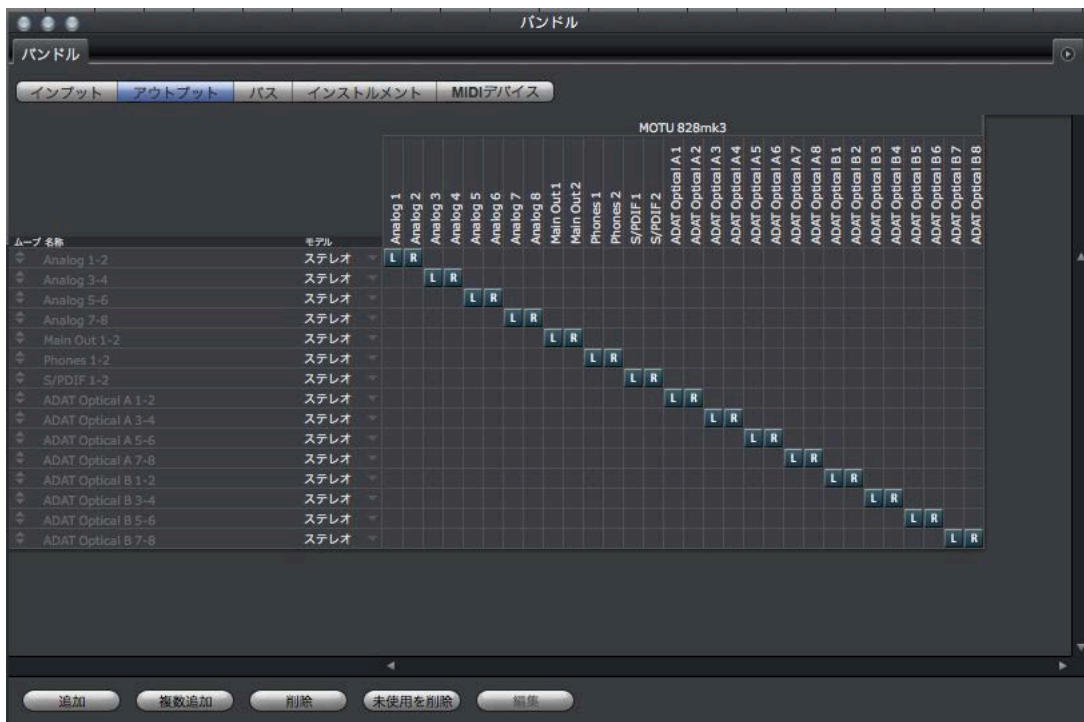 バンドル
バンドル
インプット アウトプット バス インストルメント MIDIデバイス
MOTU 828mk3
Analog 1
Analog 2
Analog 3
Analog 4
Analog 5
Analog 6
Analog 7
Analog 8
Main Out 1
Main Out 2
Phones 1
Phones 2
S/PDIF 1
S/PDIF 2
ADAT Optical A 1
ADAT Optical A 2
ADAT Optical A 3
ADAT Optical A 4
ADAT Optical A 5
ADAT Optical A 6
ADAT Optical A 7
ADAT Optical A 8
ADAT Optical B 1
ADAT Optical B 2
ADAT Optical B 3
ADAT Optical B 4
ADAT Optical B 5
ADAT Optical B 6
ADAT Optical B 7
ADAT Optical B 8
ムーブ 名称 モデル
Analog 1-2 ステレオ L R
Analog 3-4 ステレオ L R
Analog 5-6 ステレオ L R
Analog 7-8 ステレオ L R
Main Out 1-2 ステレオ L R
Phones 1-2 ステレオ L R
S/PDIF 1-2 ステレオ L R
ADAT Optical A 1-2 ステレオ L R
ADAT Optical A 3-4 ステレオ L R
ADAT Optical A 5-6 ステレオ L R
ADAT Optical A 7-8 ステレオ L R
ADAT Optical B 1-2 ステレオ L R
ADAT Optical B 3-4 ステレオ L R
ADAT Optical B 5-6 ステレオ L R
ADAT Optical B 7-8 ステレオ L R
追加 複数追加 削除 未使用を削除 編集